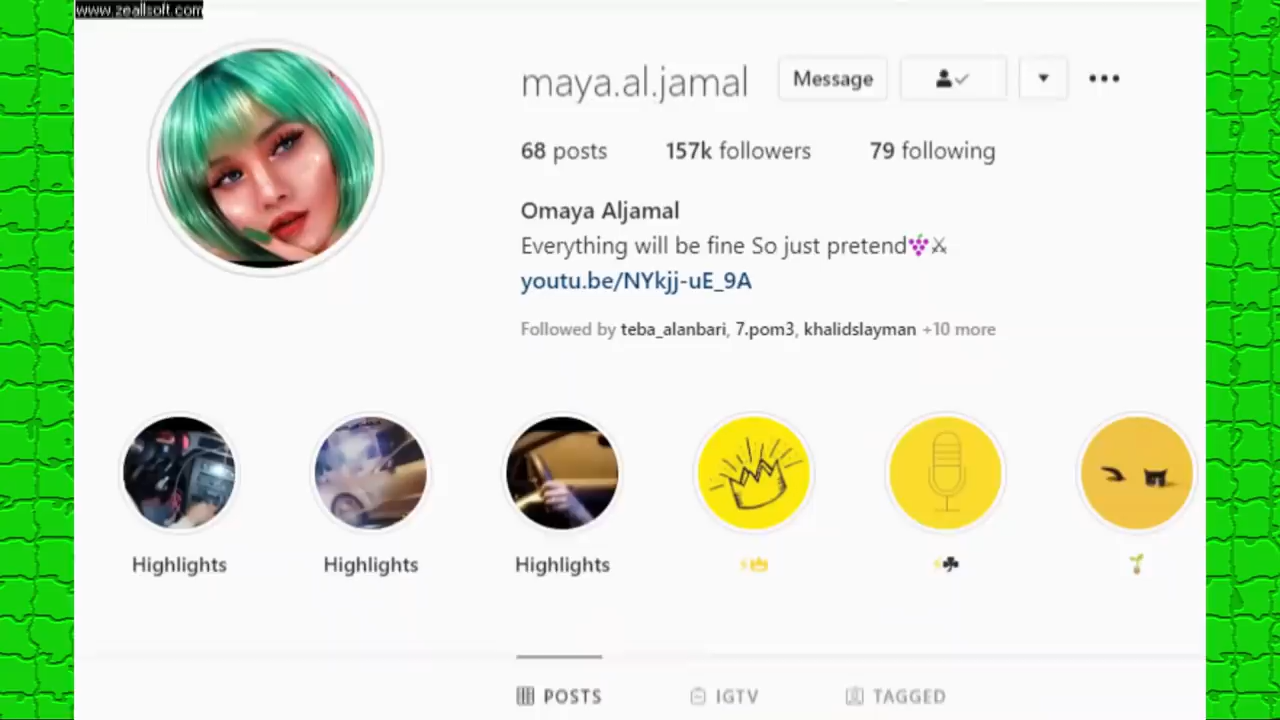 www.zeallsoft.com
maya.al.jamal Message
68 posts 157k followers 79 following
Omaya Aljamal
Everything will be fine So just pretend🍇⚔
youtu.be/NYkjj-uE_9A
Followed by teba_alanbari, 7.pom3, khalidslayman +10 more
Highlights Highlights Highlights ⚡👑 ⚡☘ 🌱
POSTS IGTV TAGGED